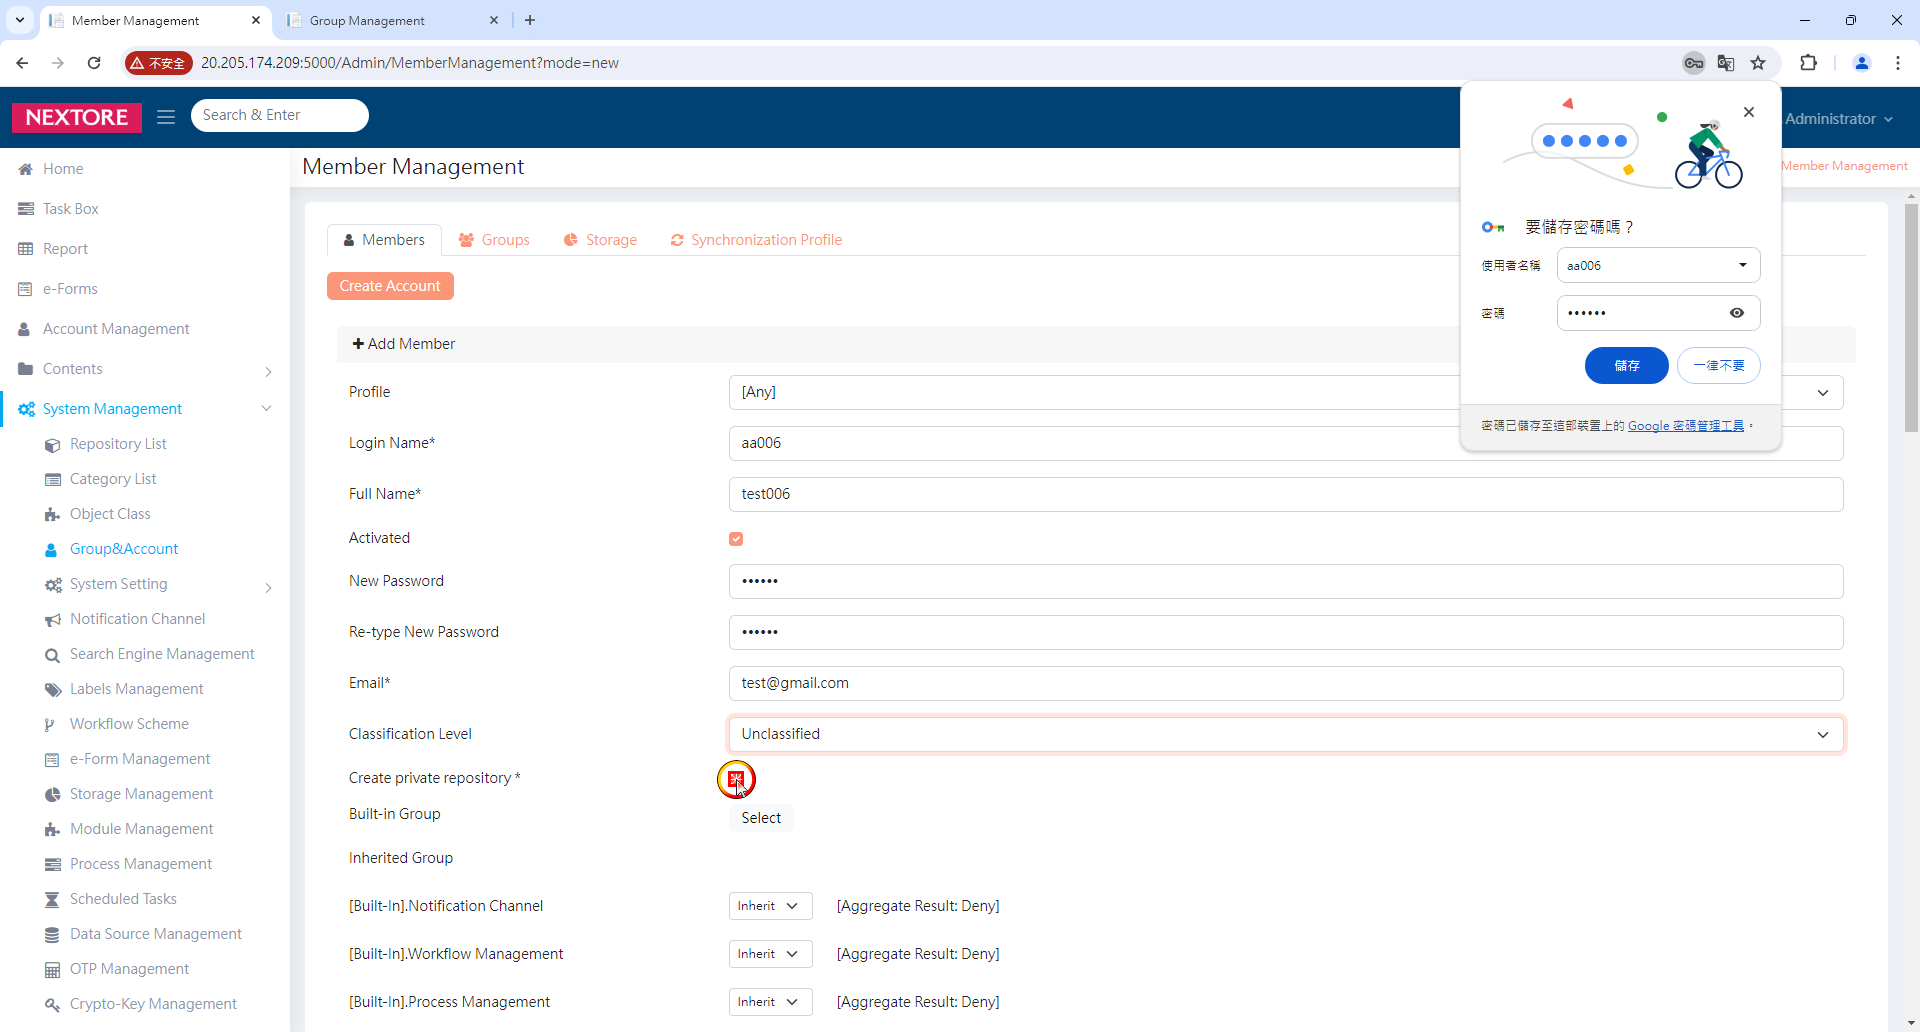 Member Management
Group Management
不安全
20.205.174.209:5000/Admin/MemberManagement?mode=new
NEXTORE
Search & Enter
Administrator
Home
Task Box
Report
e-Forms
Account Management
Contents
System Management
Repository List
Category List
Object Class
Group&Account
System Setting
Notification Channel
Search Engine Management
Labels Management
Workflow Scheme
e-Form Management
Storage Management
Module Management
Process Management
Scheduled Tasks
Data Source Management
OTP Management
Crypto-Key Management
Member Management
Member Management
Members
Groups
Storage
Synchronization Profile
Create Account
Add Member
Profile
[Any]
Login Name*
aa006
Full Name*
test006
Activated
New Password
••••••
Re-type New Password
••••••
Email*
test@gmail.com
Classification Level
Unclassified
Create private repository *
Built-in Group
Select
Inherited Group
[Built-In].Notification Channel
Inherit
[Aggregate Result: Deny]
[Built-In].Workflow Management
Inherit
[Aggregate Result: Deny]
[Built-In].Process Management
Inherit
[Aggregate Result: Deny]
要儲存密碼嗎？
使用者名稱
aa006
密碼
••••••
儲存
一律不要
密碼已儲存至這部裝置上的 Google 密碼管理工具。